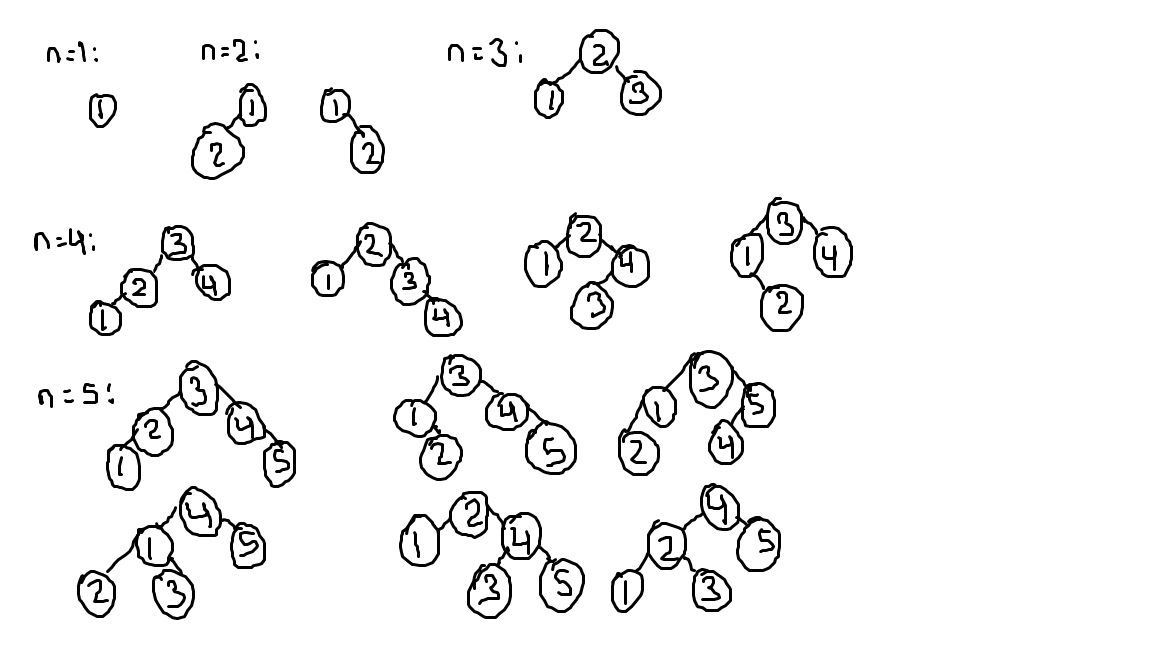 n=1: n=2: n=3: 2
1 3
1 1 1
2 2
n=4: 3 2 2 3
2 4 1 3 1 4 1 4
1 4 3 2
n=5: 3 3 3
2 4 1 4 1 5
1 5 2 5 2 4
4 2 4
1 5 1 4 2 5
2 3 3 5 1 3